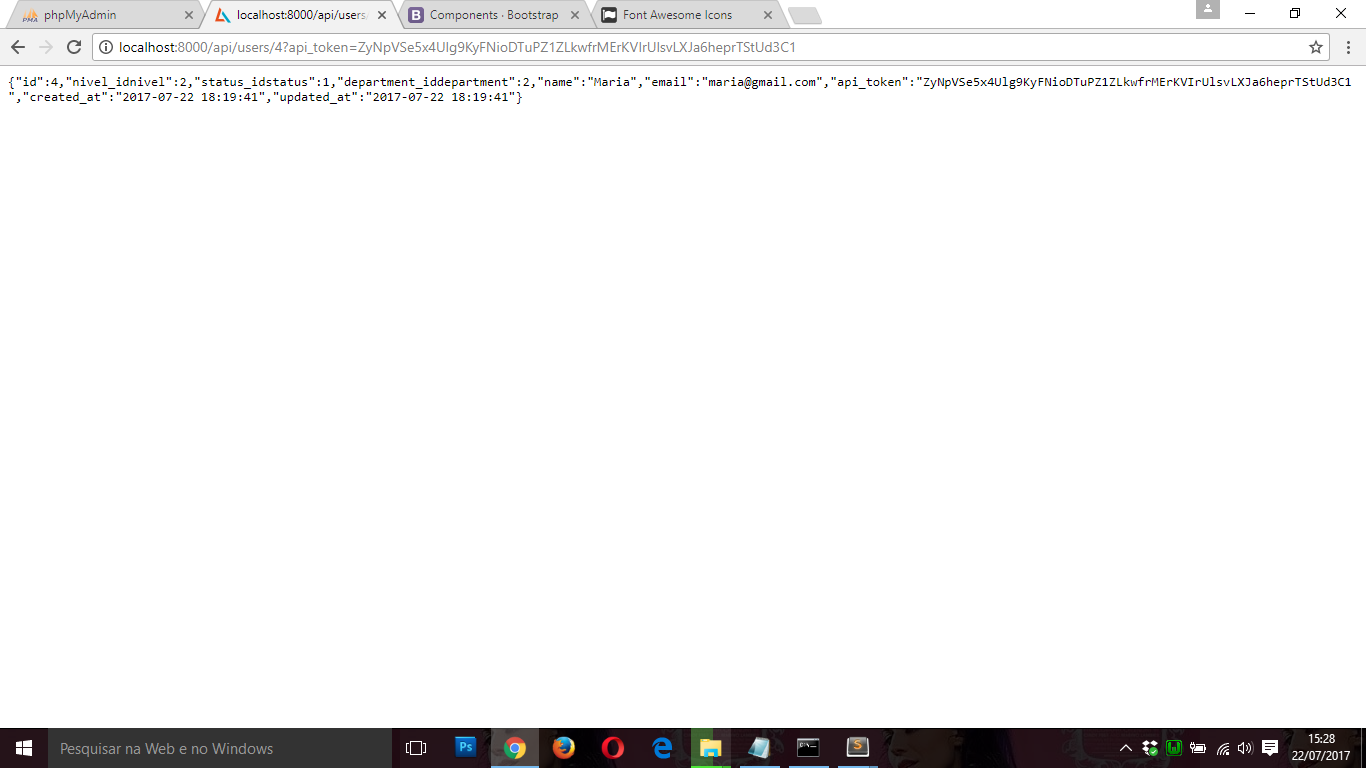 phpMyAdmin
localhost:8000/api/users/
Components · Bootstrap
Font Awesome Icons
localhost:8000/api/users/4?api_token=ZyNpVSe5x4Ulg9KyFNioDTuPZ1ZLkwfrMErKVIrUlsvLXJa6heprTStUd3C1
{"id":4,"nivel_idnivel":2,"status_idstatus":1,"department_iddepartment":2,"name":"Maria","email":"maria@gmail.com","api_token":"ZyNpVSe5x4Ulg9KyFNioDTuPZ1ZLkwfrMErKVIrUlsvLXJa6heprTStUd3C1
","created_at":"2017-07-22 18:19:41","updated_at":"2017-07-22 18:19:41"}
Pesquisar na Web e no Windows
Ps
15:28
22/07/2017